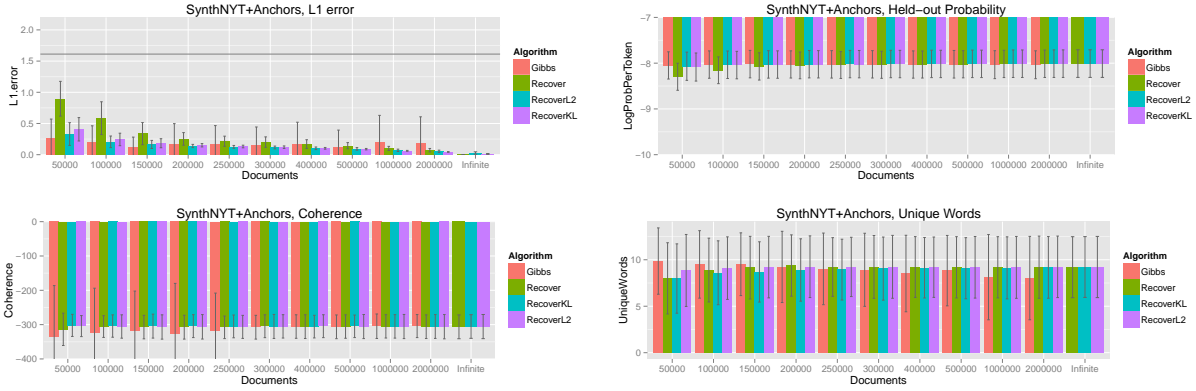 SynthNYT+Anchors, L1 error
L1.error
2.0
1.5
1.0
0.5
0.0
50000 100000 150000 200000 250000 300000 400000 500000 1000000 2000000 Infinite
Documents
Algorithm
Gibbs
Recover
RecoverL2
RecoverKL
SynthNYT+Anchors, Held-out Probability
LogProbPerToken
−7
−8
−9
−10
50000 100000 150000 200000 250000 300000 400000 500000 1000000 2000000 Infinite
Documents
Algorithm
Gibbs
Recover
RecoverL2
RecoverKL
SynthNYT+Anchors, Coherence
Coherence
0
−100
−200
−300
−400
50000 100000 150000 200000 250000 300000 400000 500000 1000000 2000000 Infinite
Documents
Algorithm
Gibbs
Recover
RecoverKL
RecoverL2
SynthNYT+Anchors, Unique Words
UniqueWords
10
5
0
50000 100000 150000 200000 250000 300000 400000 500000 1000000 2000000 Infinite
Documents
Algorithm
Gibbs
Recover
RecoverKL
RecoverL2